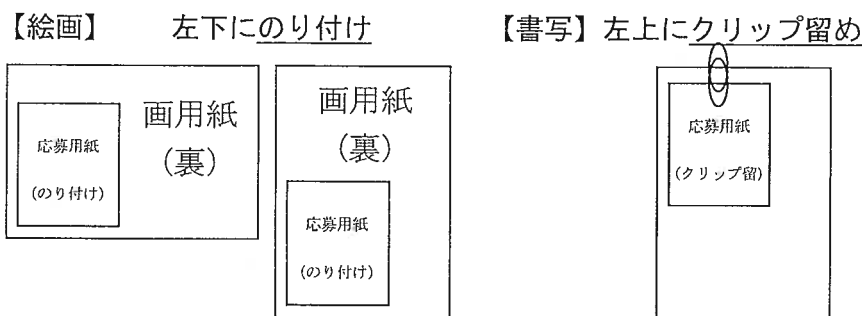 【絵画】 左下にのり付け
画用紙
(裏)
応募用紙
(のり付け)
画用紙
(裏)
応募用紙
(のり付け)
【書写】左上にクリップ留め
応募用紙
(クリップ留)